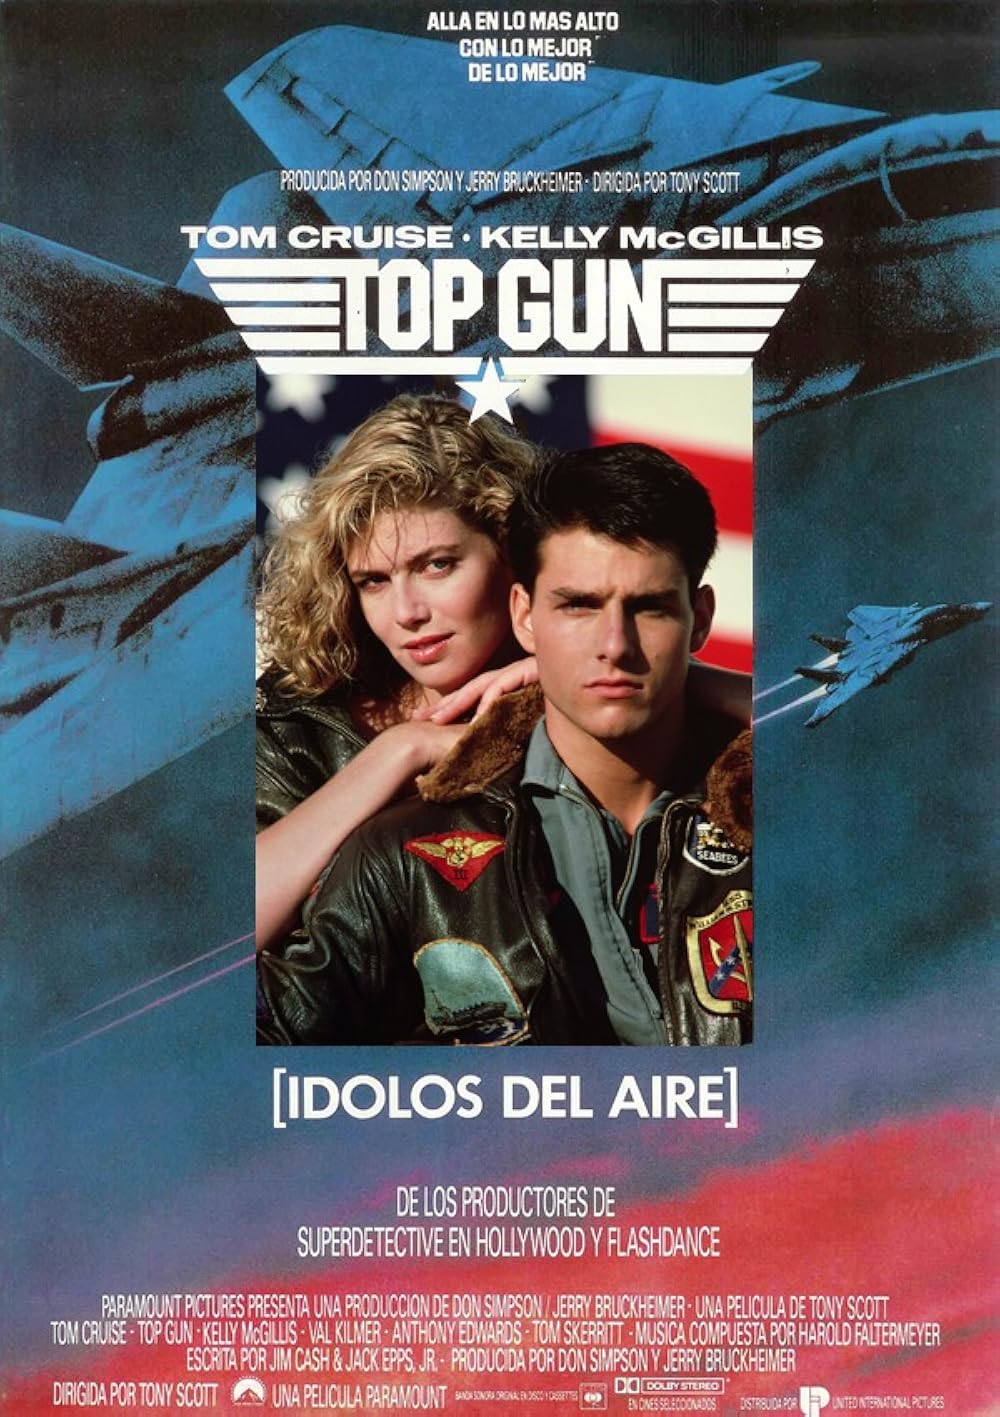 ALLA EN LO MAS ALTO
CON LO MEJOR
DE LO MEJOR
PRODUCIDA POR DON SIMPSON Y JERRY BRUCKHEIMER - DIRIGIDA POR TONY SCOTT
TOM CRUISE · KELLY McGILLIS
TOP GUN
SEABEES
[IDOLOS DEL AIRE]
DE LOS PRODUCTORES DE
SUPERDETECTIVE EN HOLLYWOOD Y FLASHDANCE
PARAMOUNT PICTURES PRESENTA UNA PRODUCCION DE DON SIMPSON / JERRY BRUCKHEIMER - UNA PELICULA DE TONY SCOTT
TOM CRUISE - TOP GUN - KELLY McGILLIS - VAL KILMER - ANTHONY EDWARDS - TOM SKERRITT - MUSICA COMPUESTA POR HAROLD FALTERMEYER
ESCRITA POR JIM CASH & JACK EPPS, JR. - PRODUCIDA POR DON SIMPSON Y JERRY BRUCKHEIMER
DIRIGIDA POR TONY SCOTT UNA PELICULA PARAMOUNT BANDA SONORA ORIGINAL EN DISCO Y CASSETTES CBS DOLBY STEREO
EN CINES SELECCIONADOS DISTRIBUIDA POR UIP UNITED INTERNATIONAL PICTURES